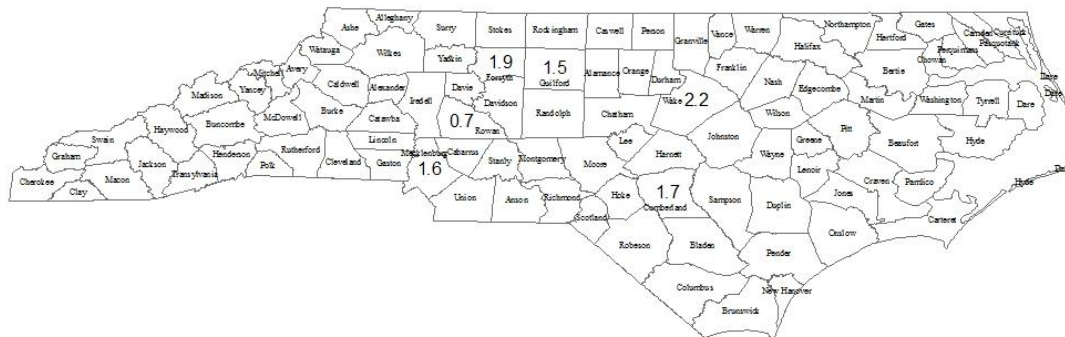 Ashe
Alleghany
Surry
Stokes
Rockingham
Caswell
Person
Granville
Vance
Warren
Northampton
Gates
Hertford
Camden
Currituck
Pasquotank
Perquimans
Chowan
Halifax
Bertie
Watauga
Wilkes
Yadkin
1.9
Forsyth
1.5
Guilford
Alamance
Orange
Durham
Franklin
Nash
Edgecombe
Martin
Washington
Tyrrell
Dare
Dare
Dare
Mitchell
Avery
Caldwell
Alexander
Iredell
Davie
Davidson
Randolph
Chatham
Wake
2.2
Wilson
Pitt
Beaufort
Hyde
Madison
Yancey
McDowell
Burke
Catawba
0.7
Rowan
Lee
Johnston
Greene
Haywood
Buncombe
Rutherford
Lincoln
Swain
Graham
Jackson
Henderson
Polk
Cleveland
Gaston
Mecklenburg
1.6
Cabarrus
Stanly
Montgomery
Moore
Harnett
Wayne
Lenoir
Craven
Pamlico
Hyde
Cherokee
Clay
Macon
Transylvania
Union
Anson
Richmond
Scotland
Hoke
1.7
Cumberland
Sampson
Duplin
Jones
Carteret
Onslow
Robeson
Bladen
Pender
Columbus
New Hanover
Brunswick